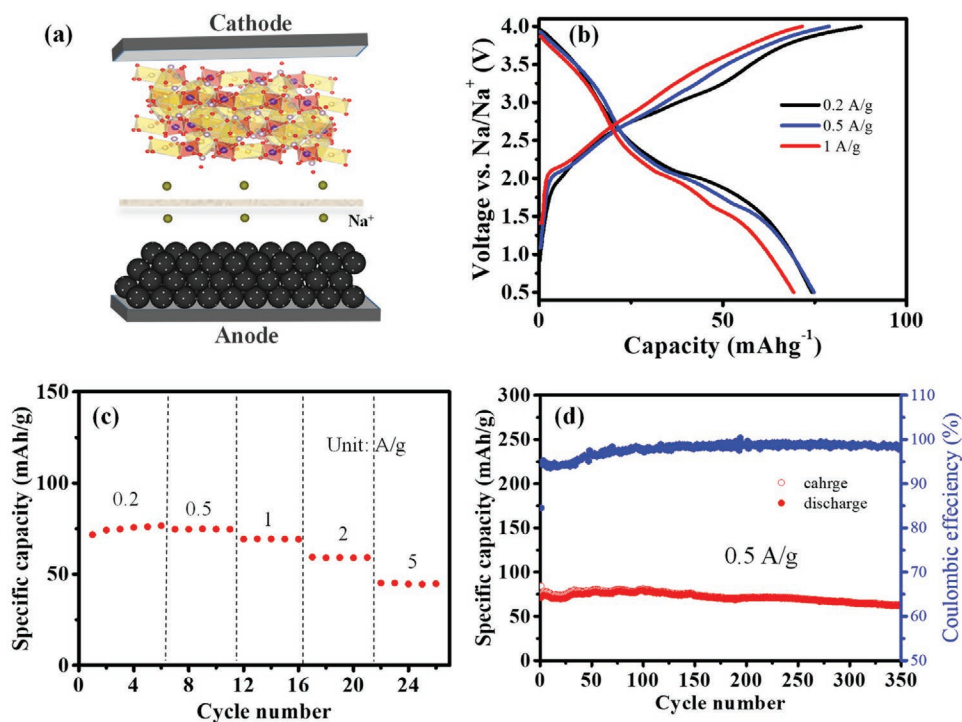 (a)
Cathode
Na+
Anode
(b)
Voltage vs. Na/Na+ (V)
4.0
3.5
3.0
2.5
2.0
1.5
1.0
0.5
0.2 A/g
0.5 A/g
1 A/g
0
50
100
Capacity (mAhg-1)
(c)
Specific capacity (mAh/g)
150
100
50
0
Unit: A/g
0.2
0.5
1
2
5
0 4 8 12 16 20 24
Cycle number
(d)
Specific capacity (mAh/g)
300
250
200
150
100
75
50
25
0
cahrge
discharge
0.5 A/g
0 50 100 150 200 250 300 350
Cycle number
110
100
90
80
70
60
50
Coulombic effeciency (%)